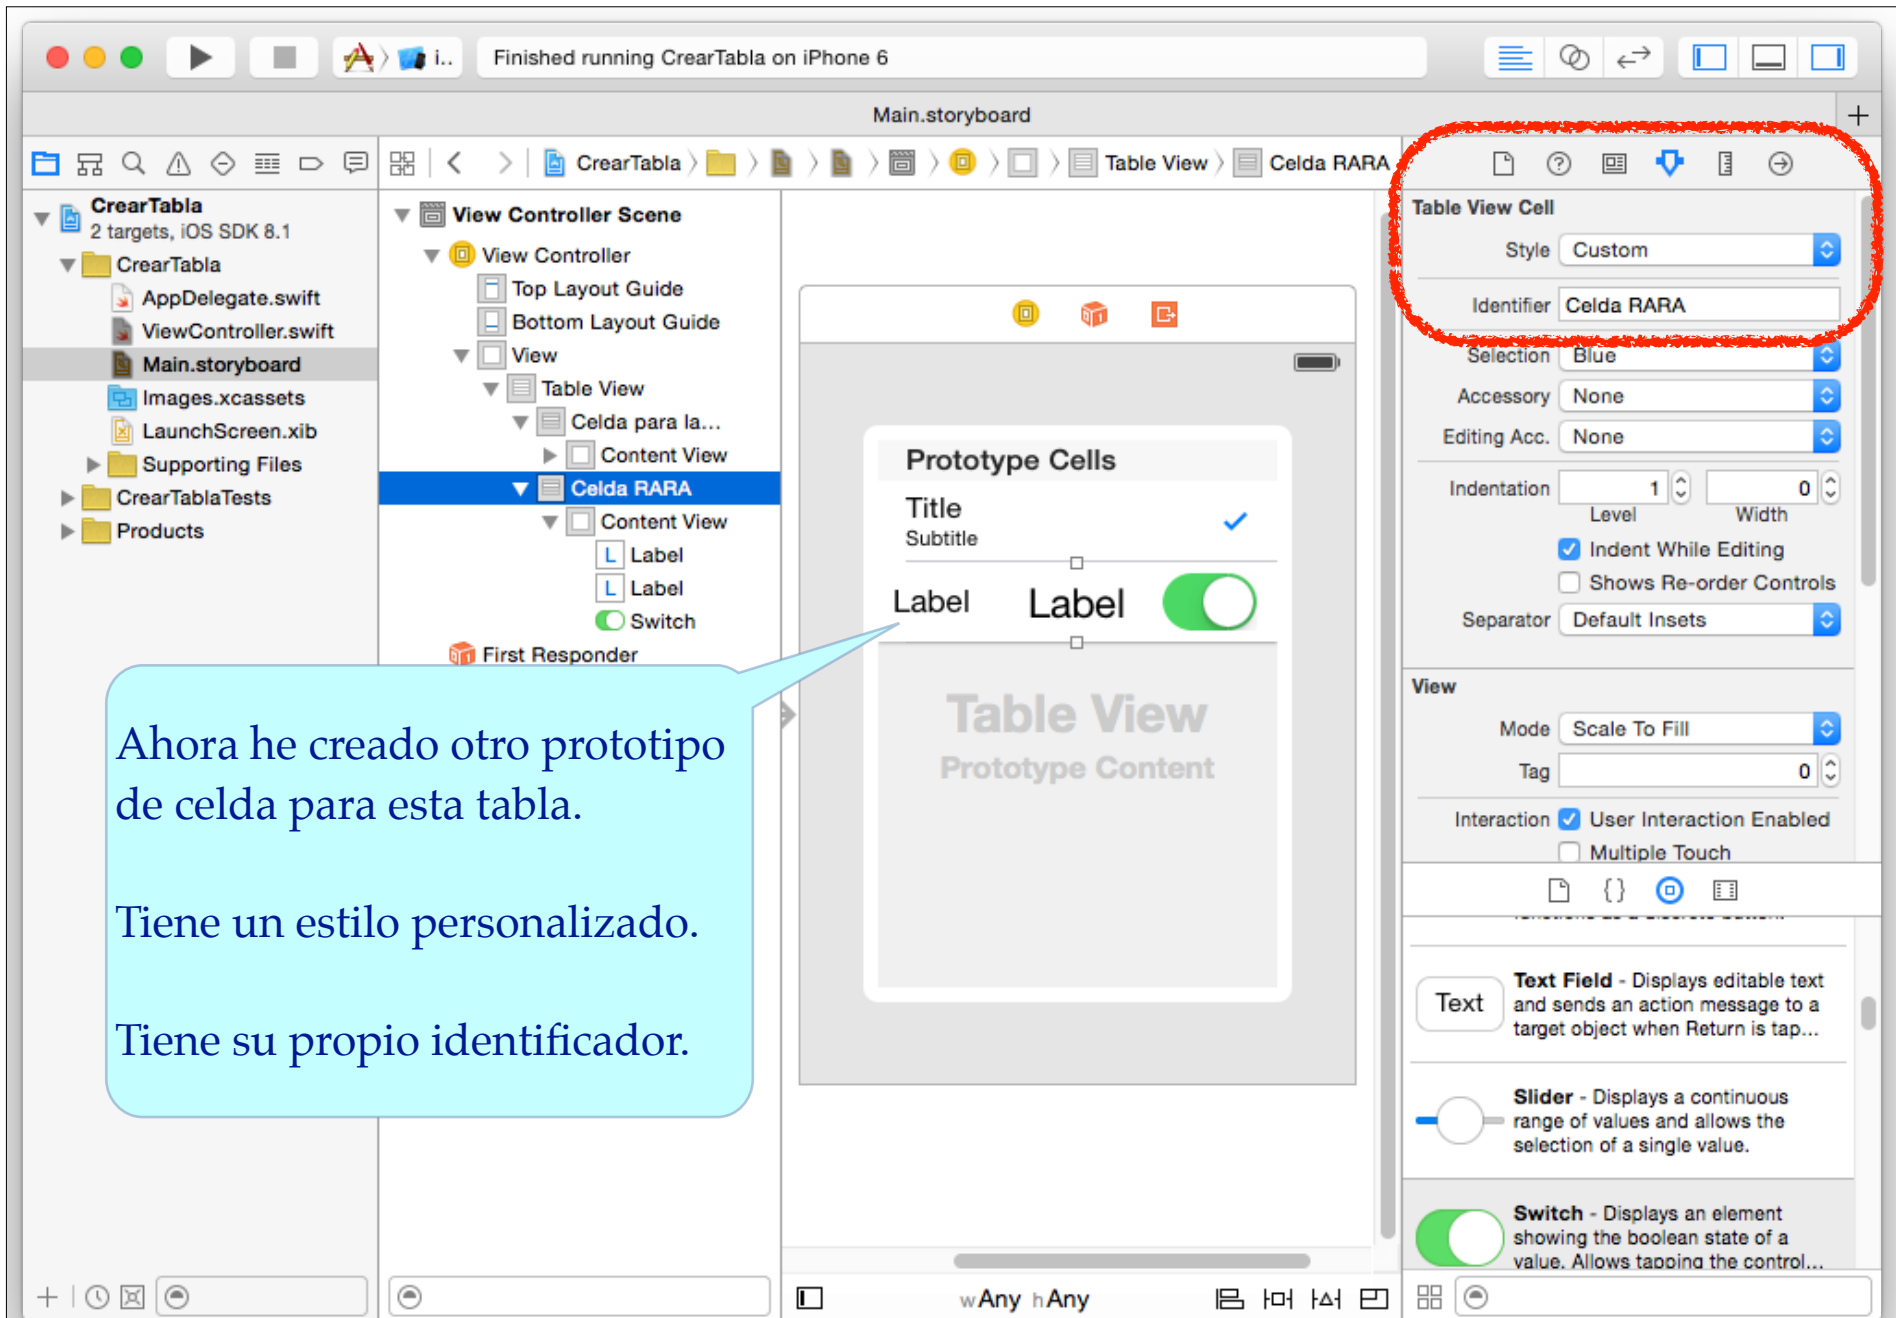 i..
Finished running CrearTabla on iPhone 6
Main.storyboard
CrearTabla
Table View
Celda RARA
CrearTabla
2 targets, iOS SDK 8.1
CrearTabla
AppDelegate.swift
ViewController.swift
Main.storyboard
Images.xcassets
LaunchScreen.xib
Supporting Files
CrearTablaTests
Products
View Controller Scene
View Controller
Top Layout Guide
Bottom Layout Guide
View
Table View
Celda para la...
Content View
Celda RARA
Content View
L Label
L Label
Switch
First Responder
Ahora he creado otro prototipo
de celda para esta tabla.
Tiene un estilo personalizado.
Tiene su propio identificador.
Prototype Cells
Title
Subtitle
Label Label
Table View
Prototype Content
wAny hAny
Table View Cell
Style Custom
Identifier Celda RARA
Selection Blue
Accessory None
Editing Acc. None
Indentation 1 0
Level Width
Indent While Editing
Shows Re-order Controls
Separator Default Insets
View
Mode Scale To Fill
Tag 0
Interaction User Interaction Enabled
Multiple Touch
Text
Text Field - Displays editable text
and sends an action message to a
target object when Return is tap...
Slider - Displays a continuous
range of values and allows the
selection of a single value.
Switch - Displays an element
showing the boolean state of a
value. Allows tapping the control...